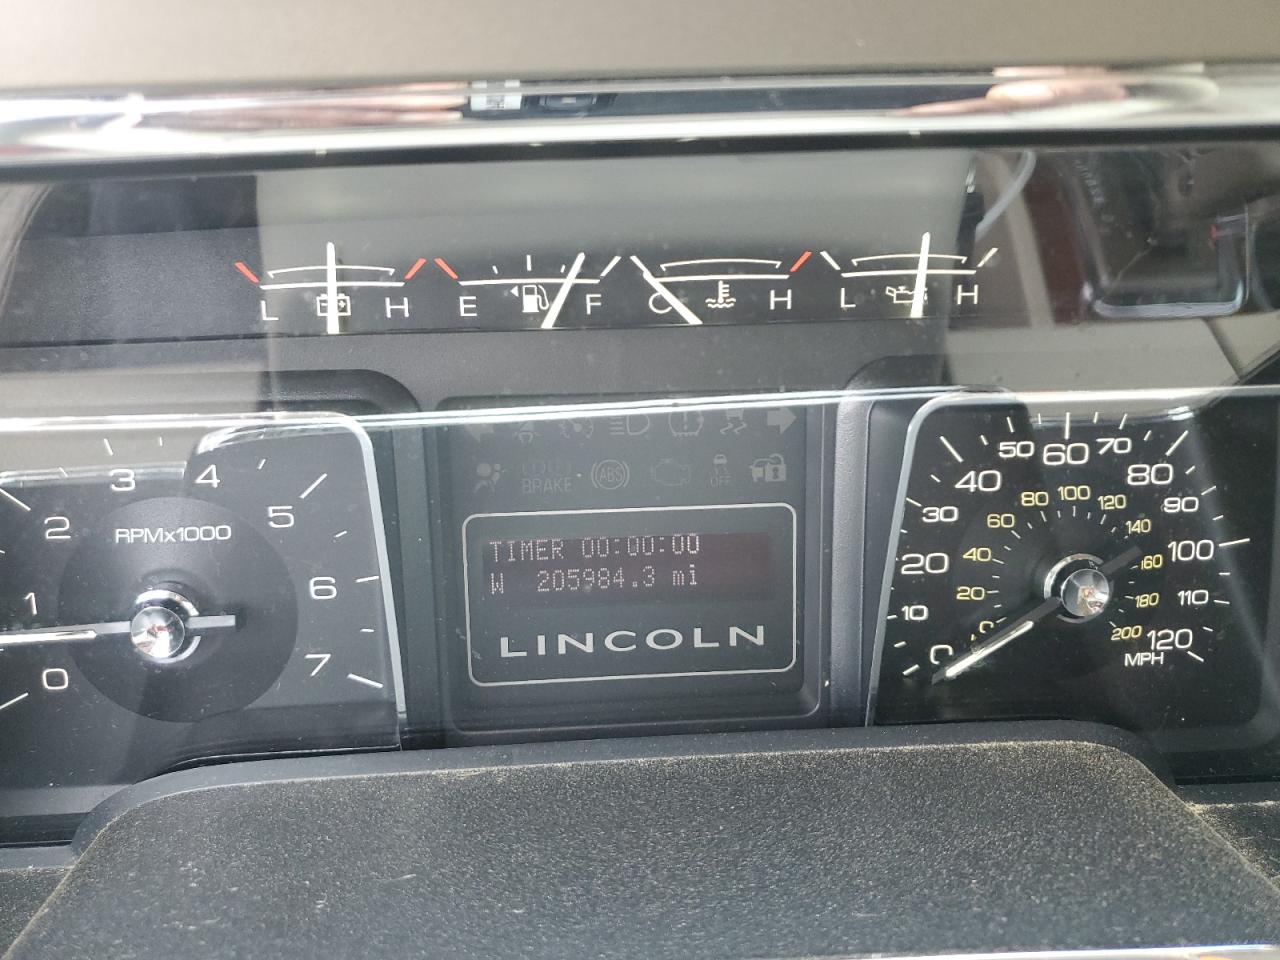 L H E F C H L H
0 1 2 3 4 5 6 7
RPMx1000
BRAKE
ABS
OFF
TIMER 00:00:00
W 205984.3 mi
LINCOLN
0 10 20 30 40 50 60 70 80 90 100 110 120
MPH
20 40 60 80 100 120 140 160 180 200